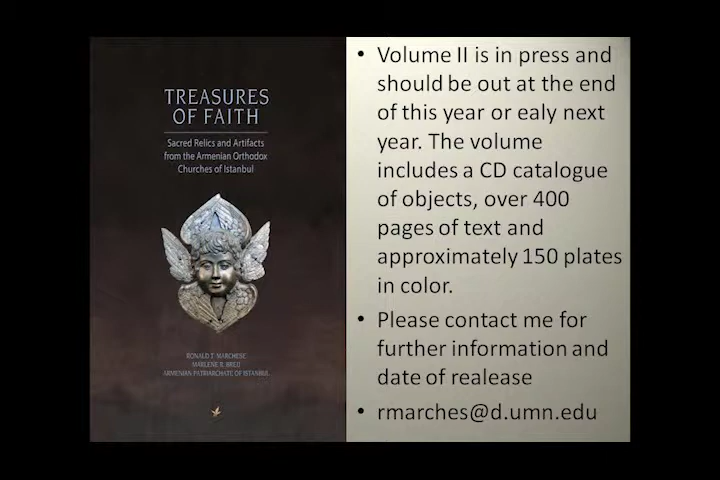 TREASURES
OF FAITH
Sacred Relics and Artifacts
from the Armenian Orthodox
Churches of Istanbul
RONALD T. MARCHESE
MARLENE R. BREU
ARMENIAN PATRIARCHATE OF ISTANBUL
• Volume II is in press and
should be out at the end
of this year or ealy next
year. The volume
includes a CD catalogue
of objects, over 400
pages of text and
approximately 150 plates
in color.
• Please contact me for
further information and
date of realease
• rmarches@d.umn.edu